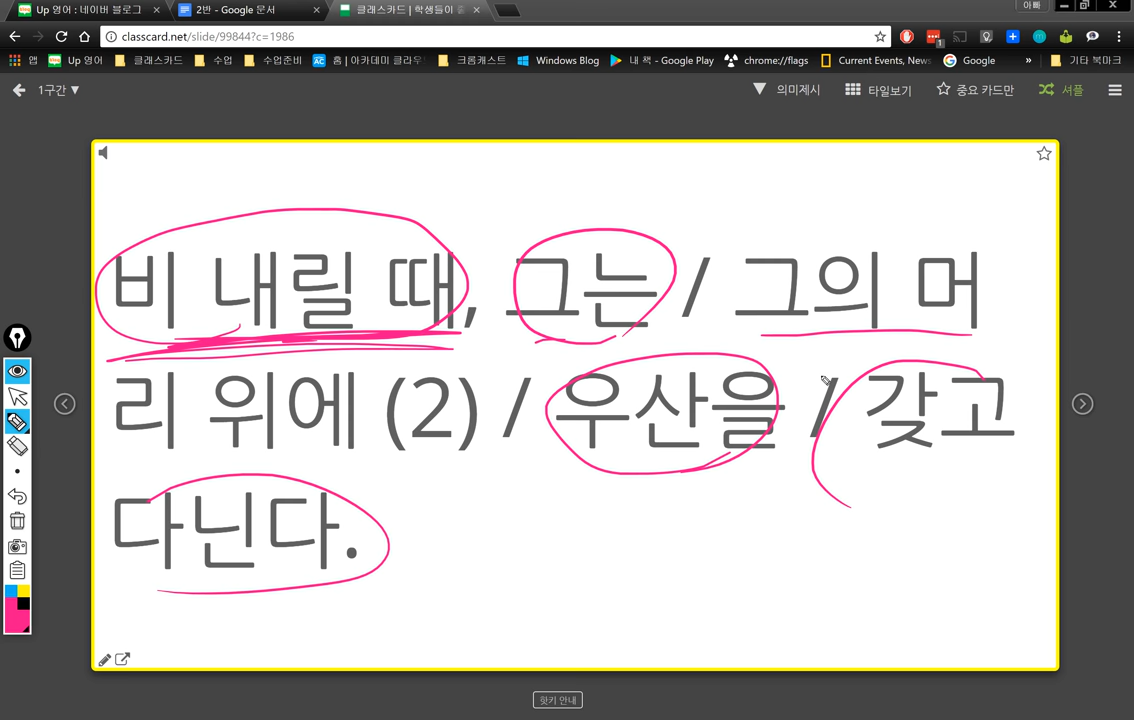 Up 영어 : 네이버 블로그
2반 - Google 문서
클래스카드 | 학생들이
아빠
classcard.net/slide/99844?c=1986
1
앱
Up 영어
클래스카드
수업
수업준비
AC
홈 | 아카데미 클라우
크롬캐스트
Windows Blog
내 책 - Google Play
chrome://flags
Current Events, News
Google
»
기타 북마크
1구간 ▼
▼ 의미제시
타일보기
중요 카드만
셔플
비 내릴 때, 그는 / 그의 머
리 위에 (2) / 우산을 / 갖고
다닌다.
핫키 안내